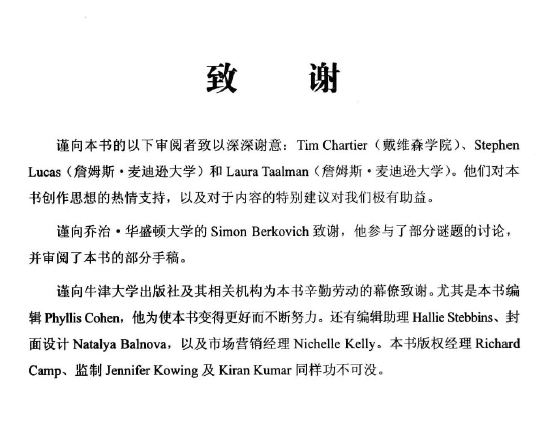 致 谢
谨向本书的以下审阅者致以深深谢意：Tim Chartier（戴维森学院）、Stephen
Lucas（詹姆斯·麦迪逊大学）和 Laura Taalman（詹姆斯·麦迪逊大学）。他们对本
书创作思想的热情支持，以及对于内容的特别建议对我们极有助益。
谨向乔治·华盛顿大学的 Simon Berkovich 致谢，他参与了部分谜题的讨论，
并审阅了本书的部分手稿。
谨向牛津大学出版社及其相关机构为本书辛勤劳动的幕僚致谢。尤其是本书编
辑 Phyllis Cohen，他为使本书变得更好而不断努力。还有编辑助理 Hallie Stebbins、封
面设计 Natalya Balnova，以及市场营销经理 Nichelle Kelly。本书版权经理 Richard
Camp、监制 Jennifer Kowing 及 Kiran Kumar 同样功不可没。